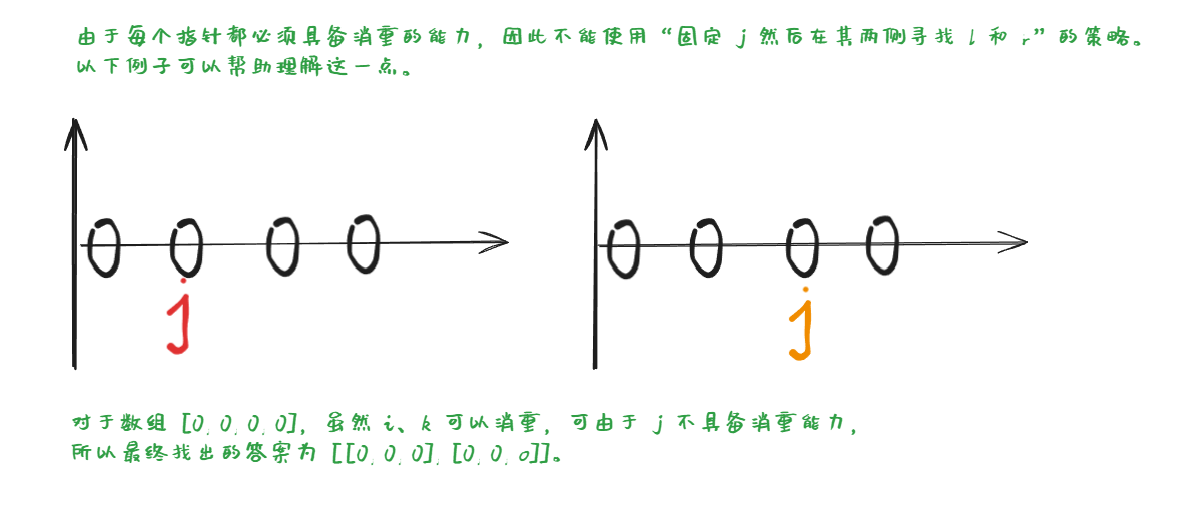 由于每个指针都必须具备消重的能力，因此不能使用“固定 j 然后在其两侧寻找 l 和 r”的策略。
以下例子可以帮助理解这一点。
0 0 0 0 0 0 0 0
j j
对于数组 [0, 0, 0, 0]，虽然 i、k 可以消重，可由于 j 不具备消重能力，
所以最终找出的答案为 [[0, 0, 0], [0, 0, 0]]。